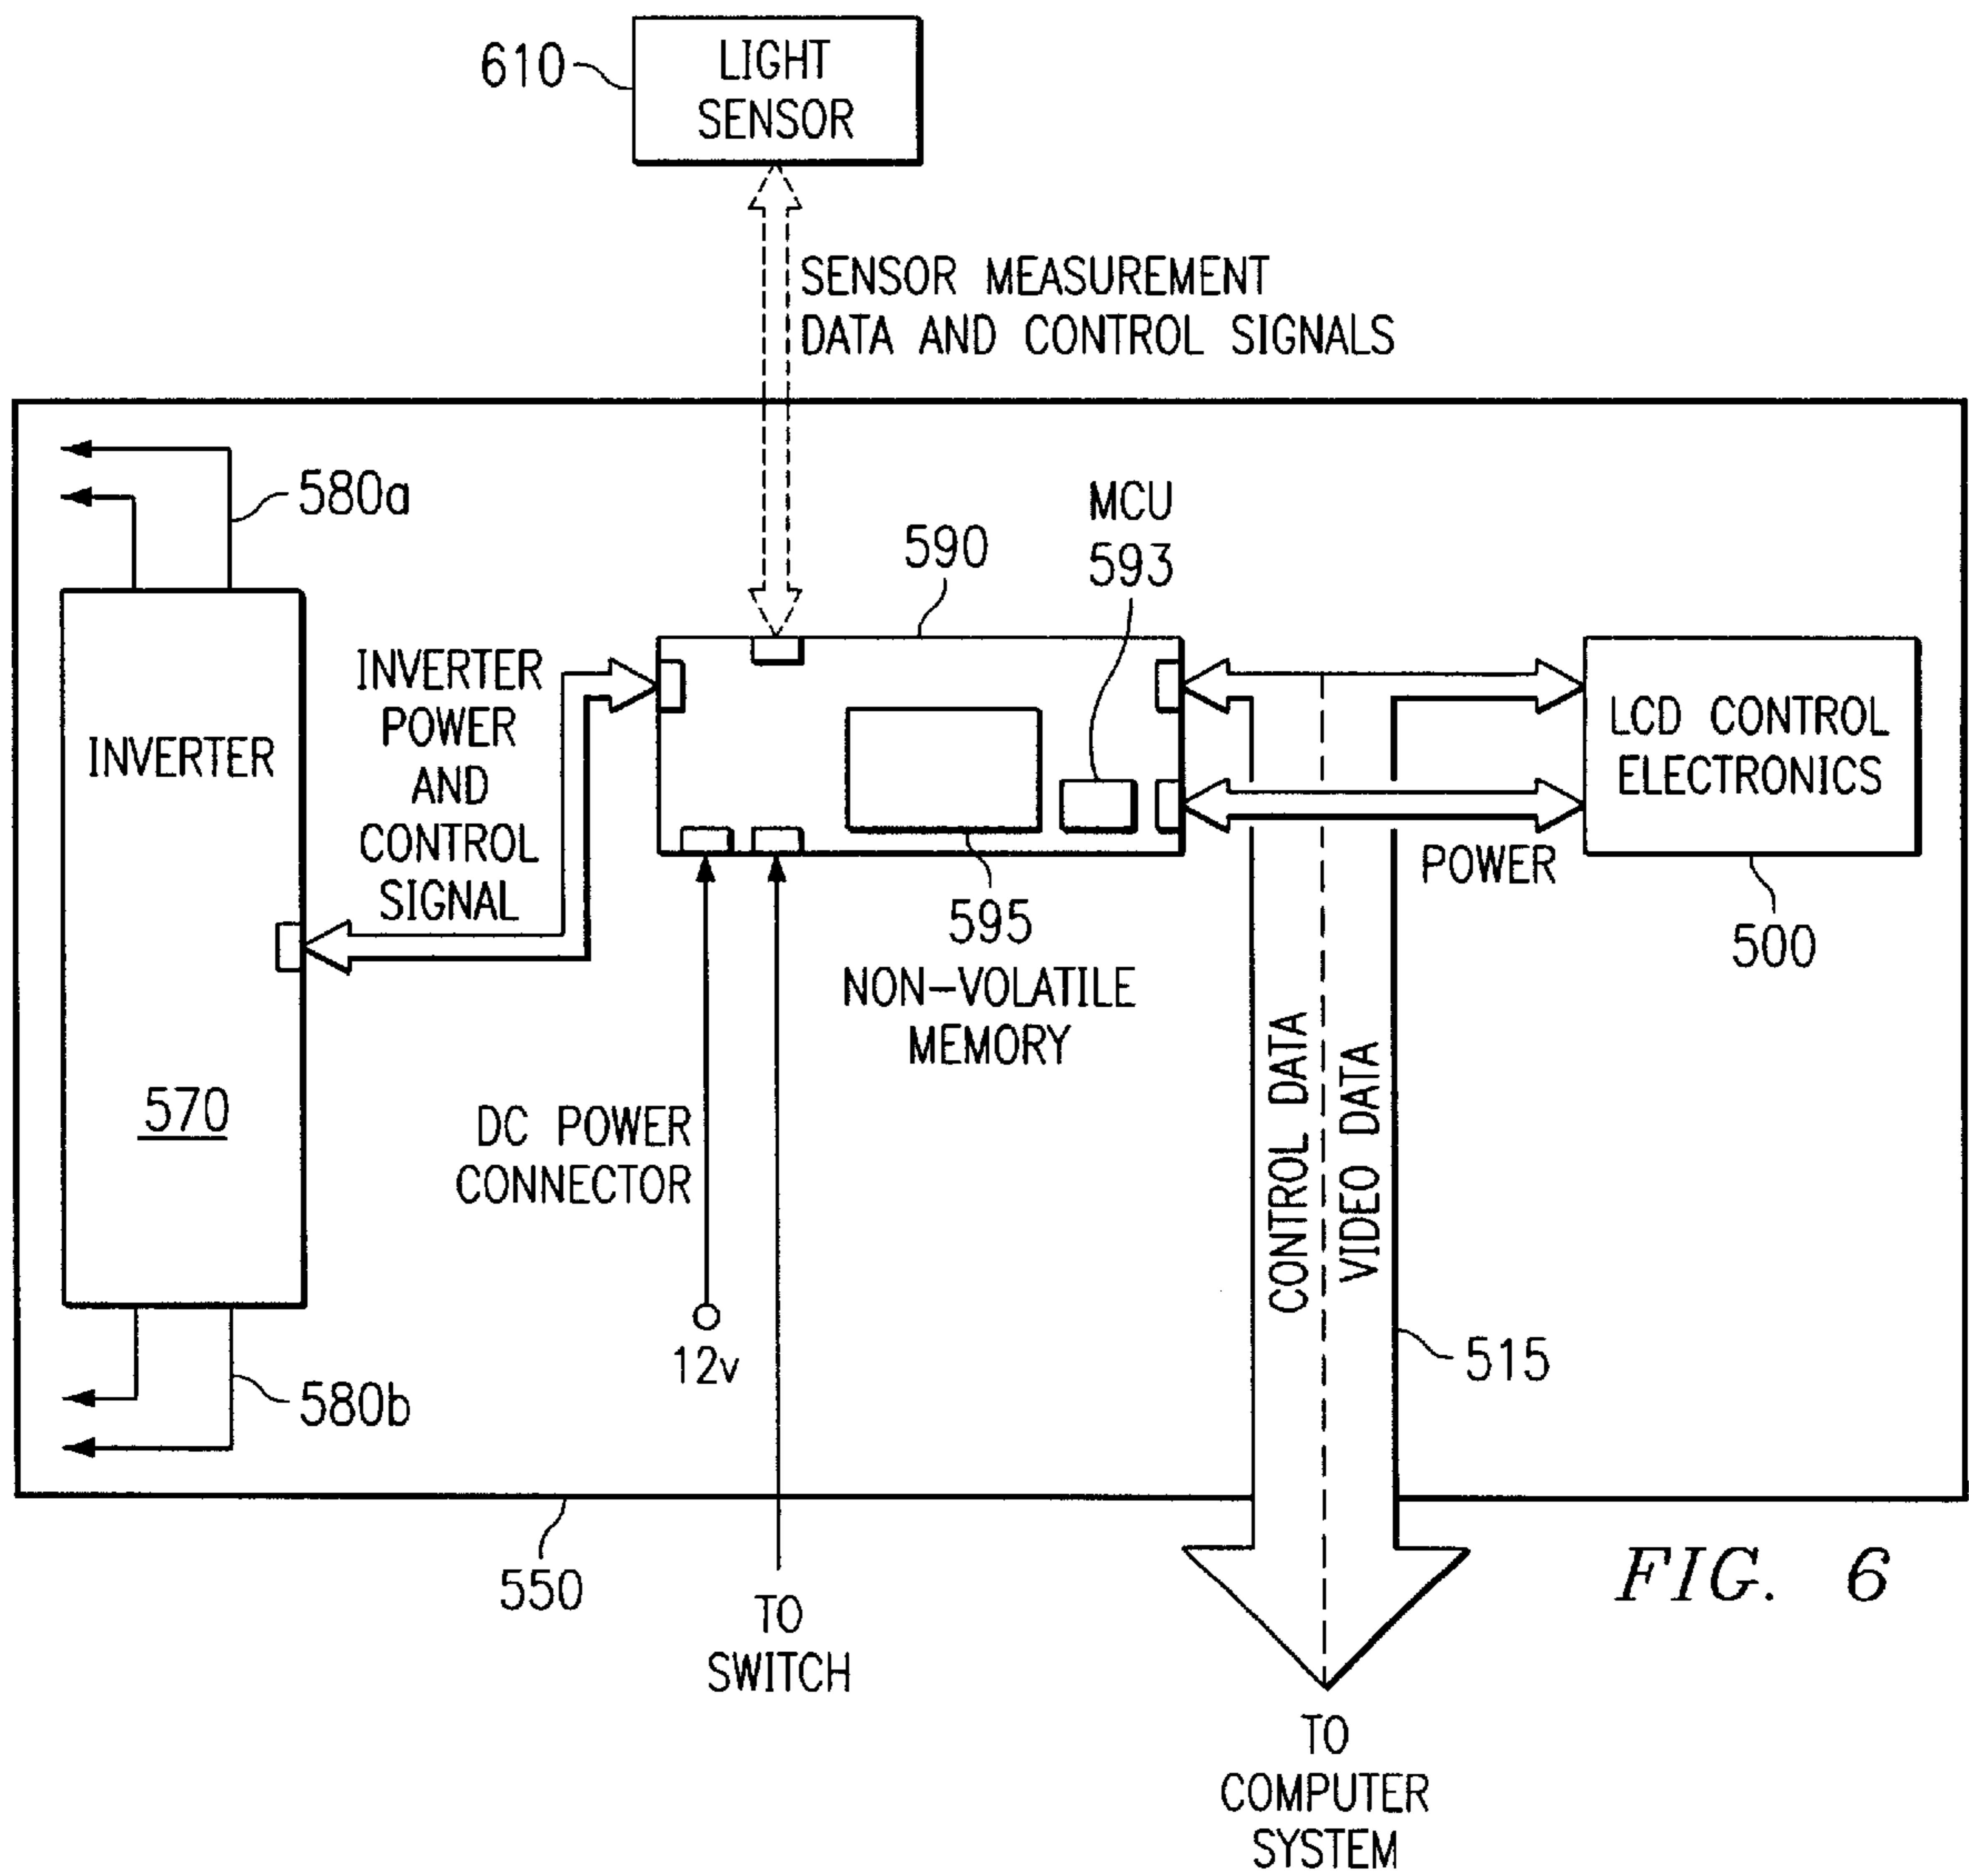 610
LIGHT
SENSOR
SENSOR MEASUREMENT
DATA AND CONTROL SIGNALS
580a
MCU
593
590
INVERTER
POWER
AND
CONTROL
SIGNAL
INVERTER
570
LCD CONTROL
ELECTRONICS
POWER
500
595
NON-VOLATILE
MEMORY
DC POWER
CONNECTOR
12v
CONTROL DATA
VIDEO DATA
515
580b
550
TO
SWITCH
FIG. 6
TO
COMPUTER
SYSTEM